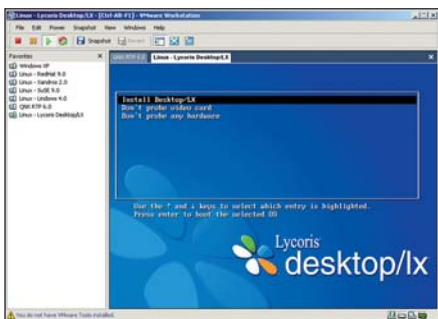 Linux - Lycoris Desktop/LX - [Ctrl-Alt-F1] - VMware Workstation
File Edit Power Snapshot View Windows Help
Snapshot Revert
Favorites
Windows XP
Linux - RedHat 9.0
Linux - Xandros 2.0
Linux - SuSE 9.0
Linux - Lindows 4.0
QNX RTP 6.0
Linux - Lycoris Desktop/LX
QNX RTP 6.0 Linux - Lycoris Desktop/LX
Install Desktop/LX
Don't probe video card
Don't probe any hardware
Use the ↑ and ↓ keys to select which entry is highlighted.
Press enter to boot the selected OS
Lycoris
desktop/lx
You do not have VMware Tools installed.